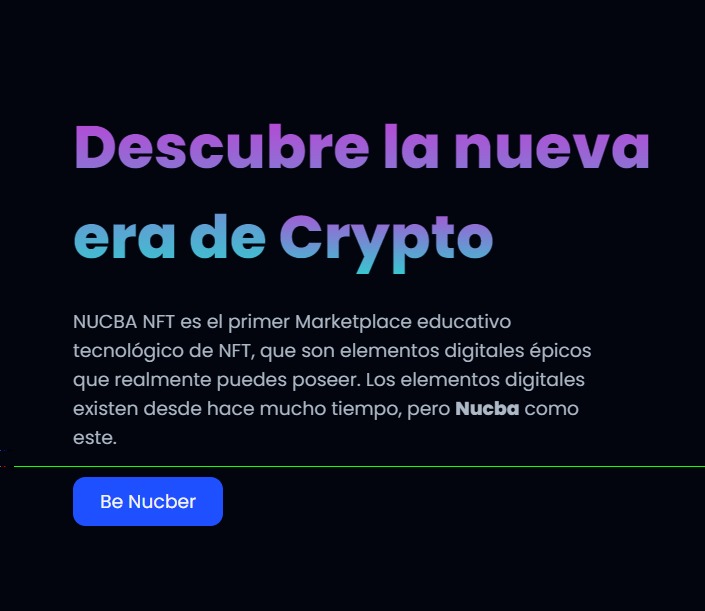 Descubre la nueva
era de Crypto
NUCBA NFT es el primer Marketplace educativo
tecnológico de NFT, que son elementos digitales épicos
que realmente puedes poseer. Los elementos digitales
existen desde hace mucho tiempo, pero Nucba como
este.
Be Nucber